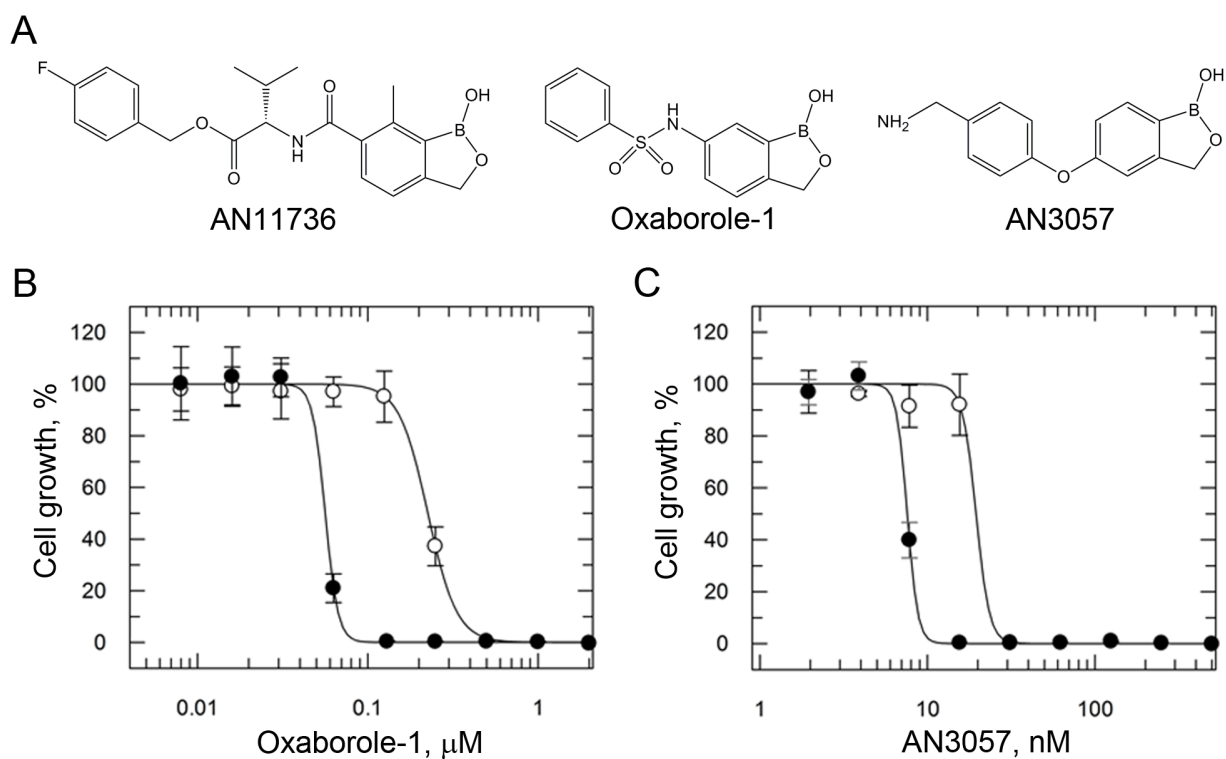 A
F
O
O
N
H
O
B
OH
O
AN11736
H
N
S
O
O
B
OH
O
Oxaborole-1
NH2
O
B
OH
O
AN3057
B
120
100
80
60
40
20
0
Cell growth, %
0.01
0.1
1
Oxaborole-1, μM
C
120
100
80
60
40
20
0
Cell growth, %
1
10
100
AN3057, nM